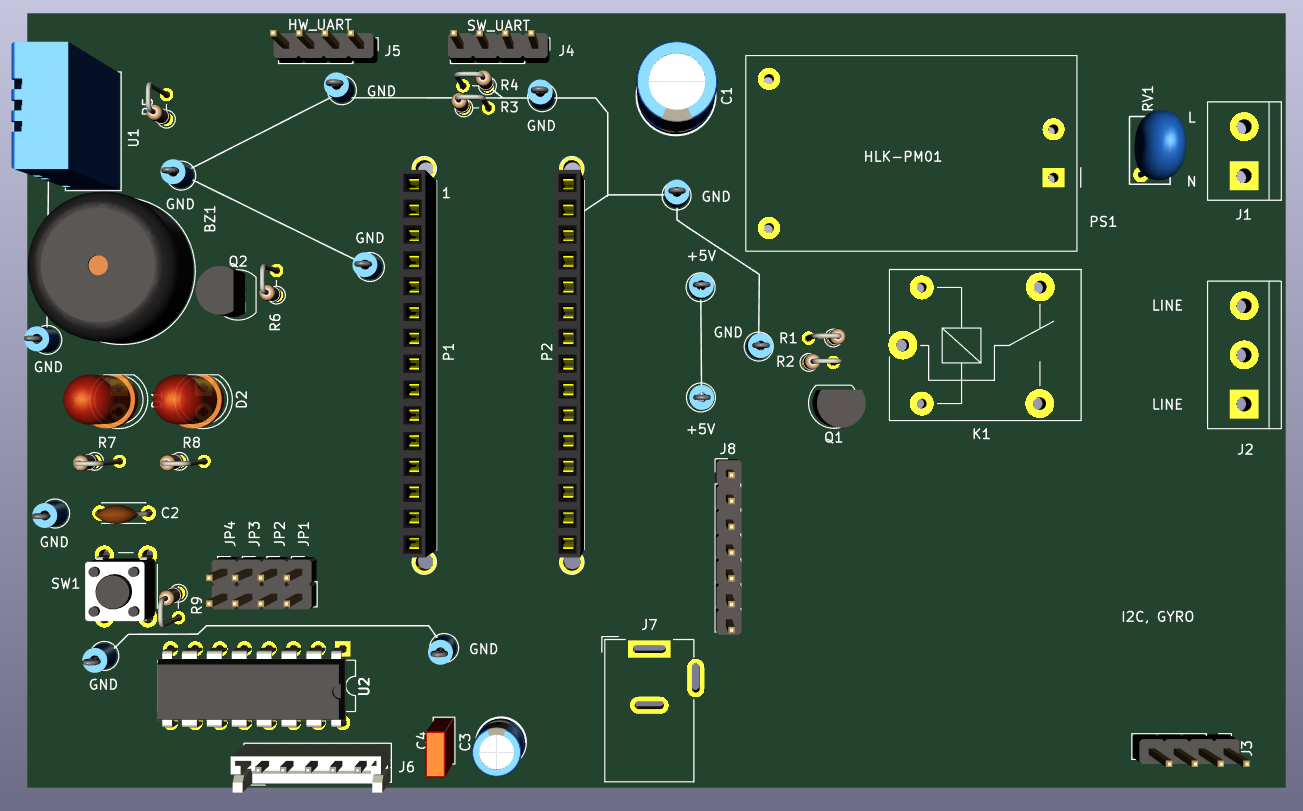 HW_UART
J5
SW_UART
J4
R4
R3
GND
GND
R5
U1
GND
BZ1
GND
1
C1
HLK-PM01
RV1
L
N
PS1
J1
GND
+5V
Q2
R6
GND
P1
P2
GND
R1
R2
LINE
LINE
K1
J2
Q1
+5V
D2
R7
R8
J8
C2
GND
JP4
JP3
JP2
JP1
SW1
R9
I2C, GYRO
J7
GND
GND
U2
C4
C3
J6
J3